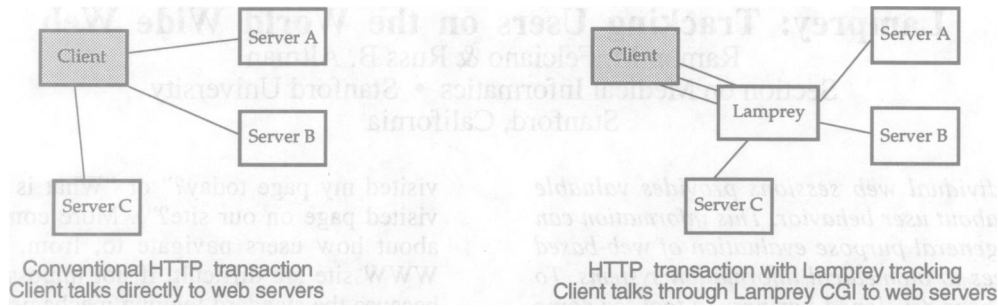 Client
Server A
Server B
Server C
Conventional HTTP transaction
Client talks directly to web servers
Client
Lamprey
Server A
Server B
Server C
HTTP transaction with Lamprey tracking
Client talks through Lamprey CGI to web servers